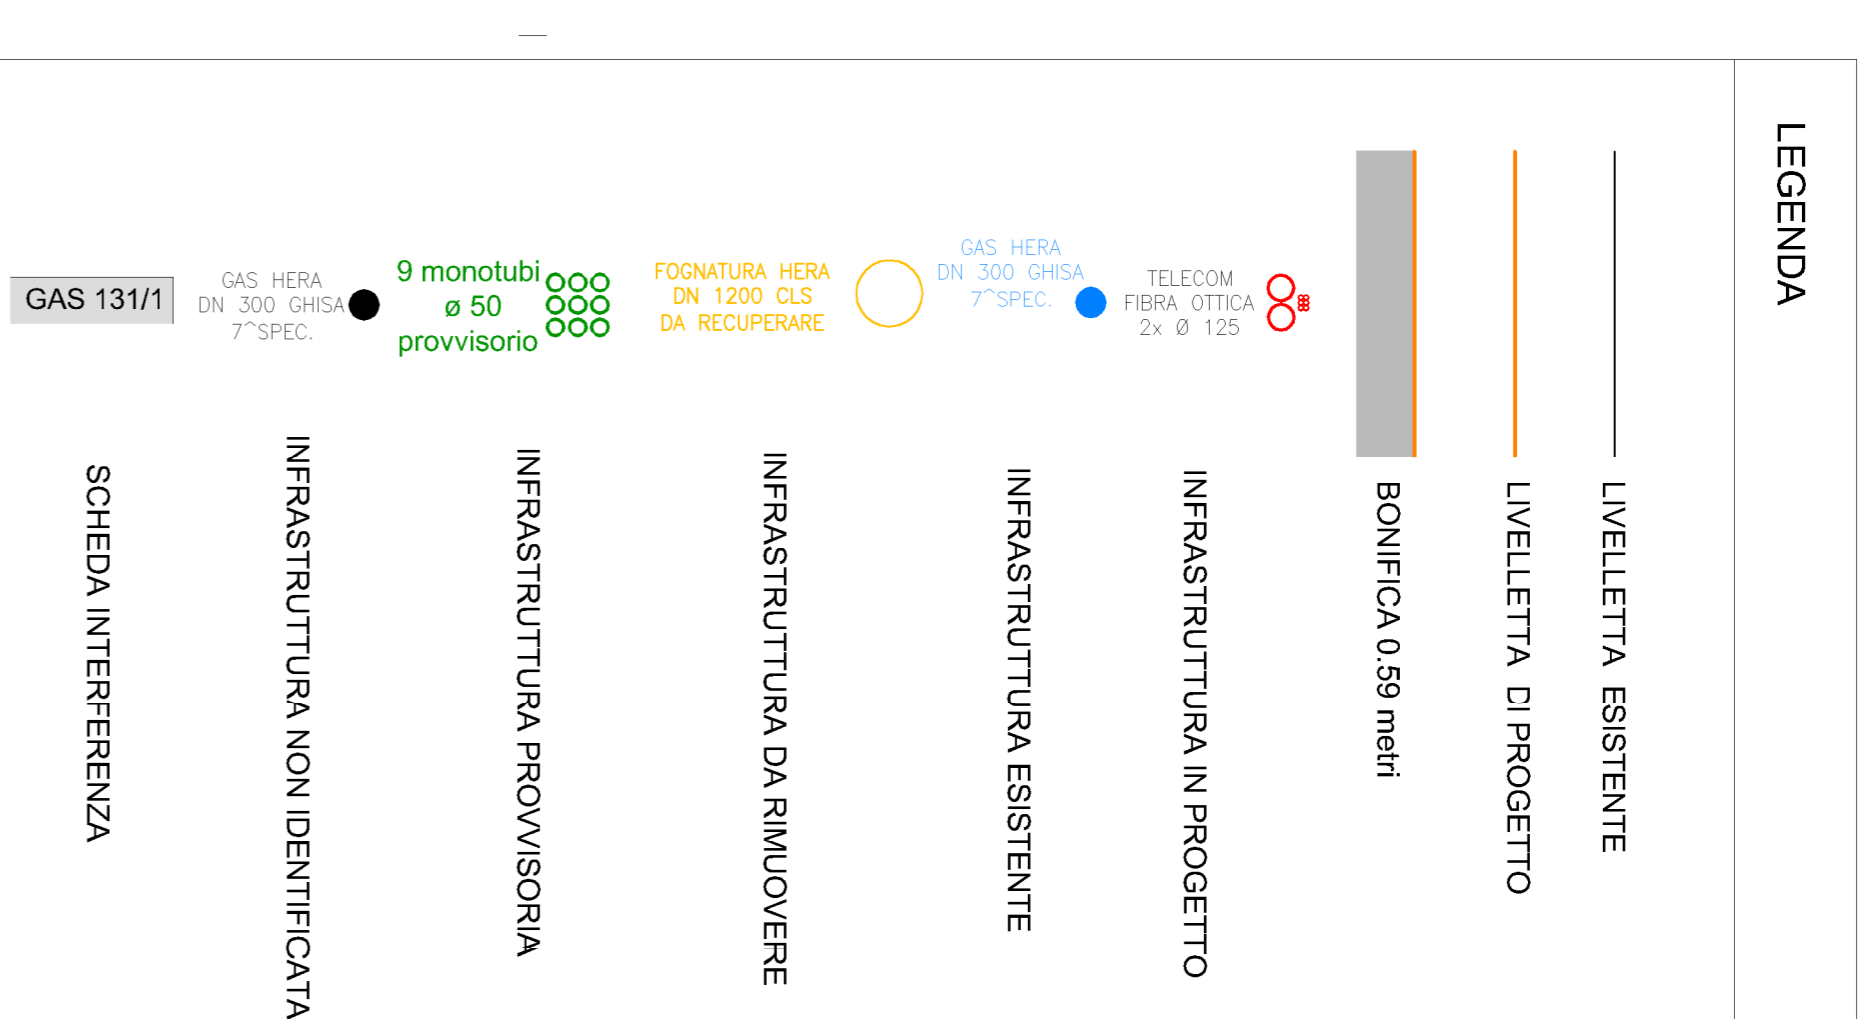 LEGENDA
LIVELLETTA ESISTENTE
LIVELLETTA DI PROGETTO
BONIFICA 0.59 metri
TELECOM
FIBRA OTTICA
2x Ø 125
INFRASTRUTTURA IN PROGETTO
GAS HERA
DN 300 GHISA
7^SPEC.
INFRASTRUTTURA ESISTENTE
FOGNATURA HERA
DN 1200 CLS
DA RECUPERARE
INFRASTRUTTURA DA RIMUOVERE
9 monotubi
ø 50
provvisorio
INFRASTRUTTURA PROVVISORIA
GAS HERA
DN 300 GHISA
7^SPEC.
INFRASTRUTTURA NON IDENTIFICATA
GAS 131/1
SCHEDA INTERFERENZA